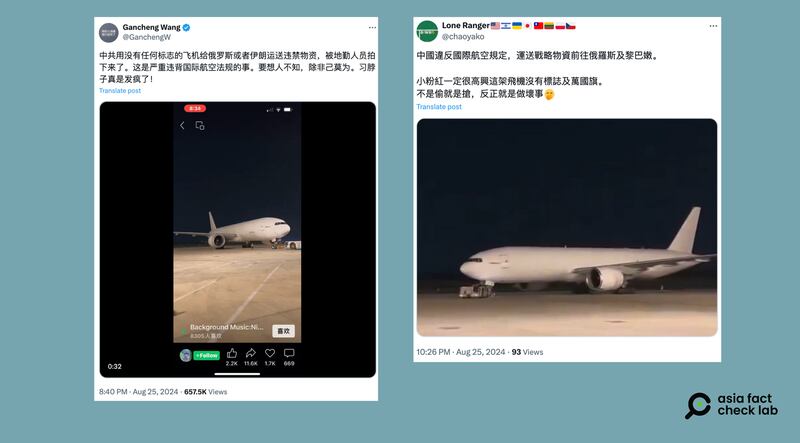 Gancheng Wang
@GanchengW
中共用没有任何标志的飞机给俄罗斯或者伊朗运送违禁物资，被地勤人员拍
下来了。这是严重违背国际航空法规的事。要想人不知，除非己莫为。习脖
子真是发疯了！
Translate post
8:34
Background Music:Ni...
8305人喜欢
喜欢
+Follow
2.2K
11.6K
1.7K
669
0:32
8:40 PM · Aug 25, 2024 · 657.5K Views
Lone Ranger
@chaoyako
中國違反國際航空規定，運送戰略物資前往俄羅斯及黎巴嫩。
小粉紅一定很高興這架飛機沒有標誌及萬國旗。
不是偷就是搶，反正就是做壞事🤭
Translate post
10:26 PM · Aug 25, 2024 · 93 Views
asia fact
check lab